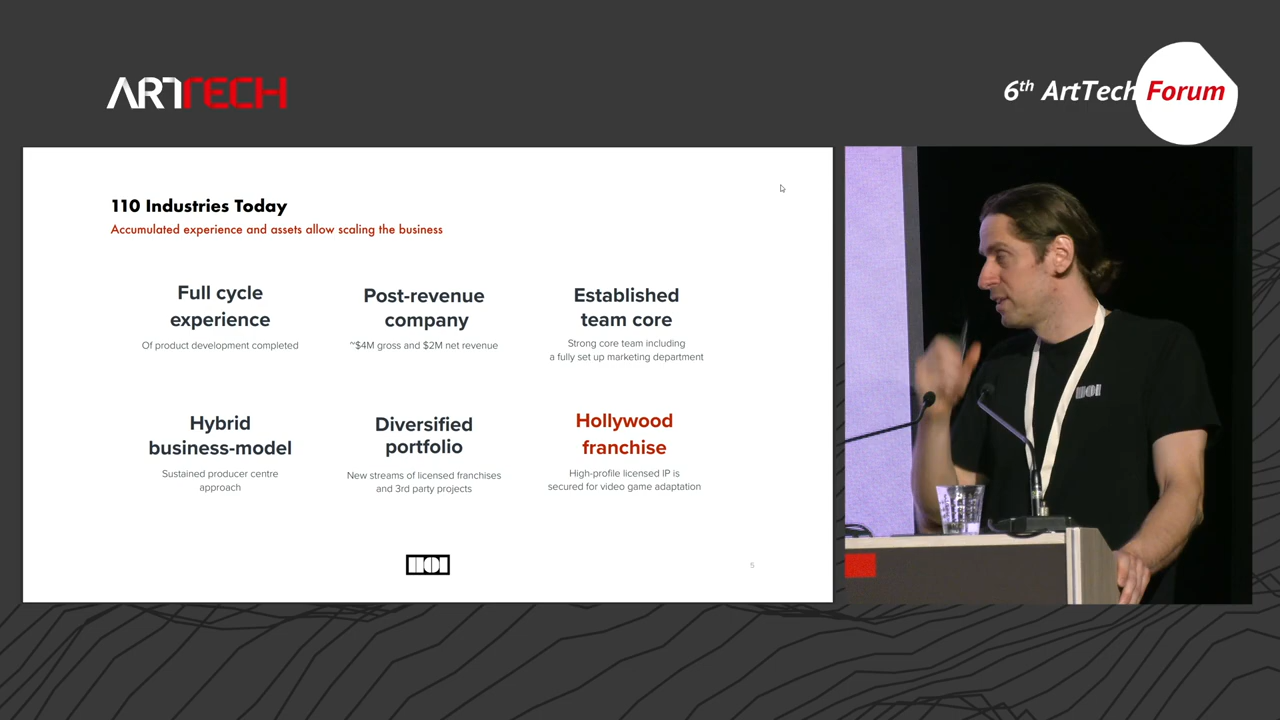 ARTTECH
6th ArtTech Forum
110 Industries Today
Accumulated experience and assets allow scaling the business
Full cycle
experience
Of product development completed
Post-revenue
company
~$4M gross and $2M net revenue
Established
team core
Strong core team including
a fully set up marketing department
Hybrid
business-model
Sustained producer centre
approach
Diversified
portfolio
New streams of licensed franchises
and 3rd party projects
Hollywood
franchise
High-profile licensed IP is
secured for video game adaptation
110I
5
110I